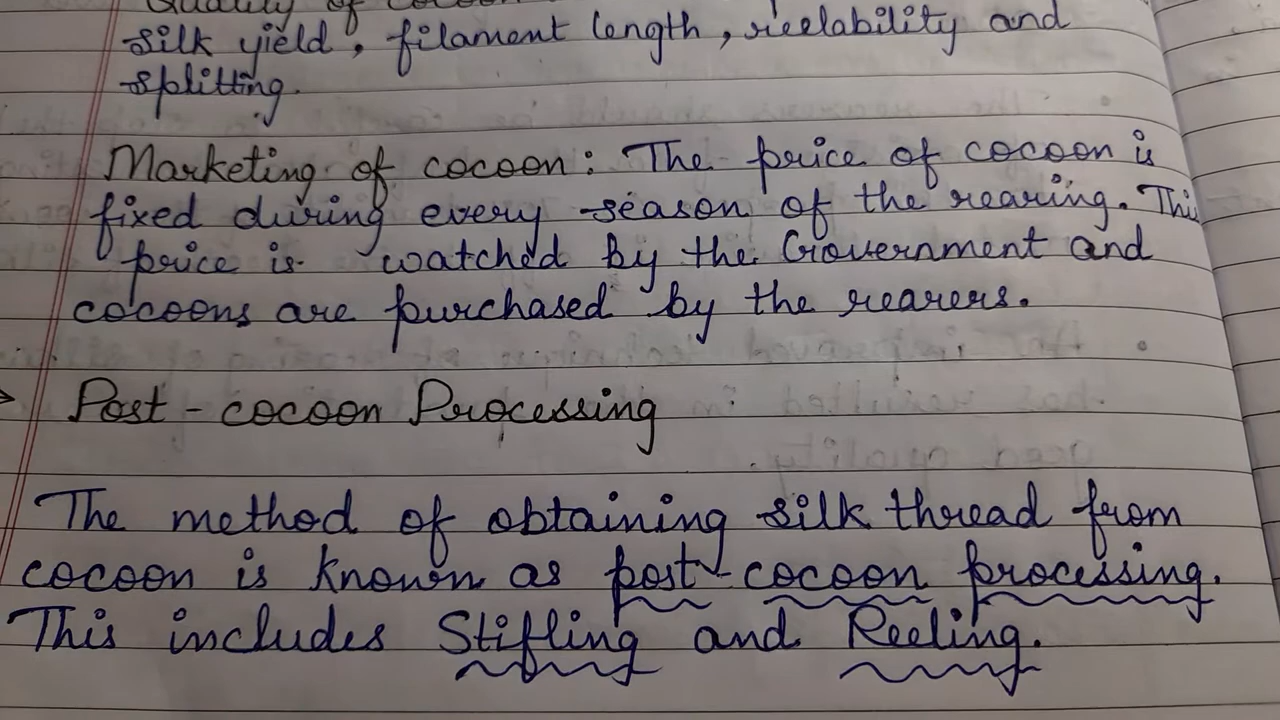 Quality of cocoon
silk yield, filament length, reelability and
splitting.
Marketing of cocoon: The price of cocoon is
fixed during every season of the rearing. This
price is watched by the Government and
cocoons are purchased by the rearers.
Post-cocoon Processing
The method of obtaining silk thread from
cocoon is known as post-cocoon processing.
This includes Stifling and Reeling.